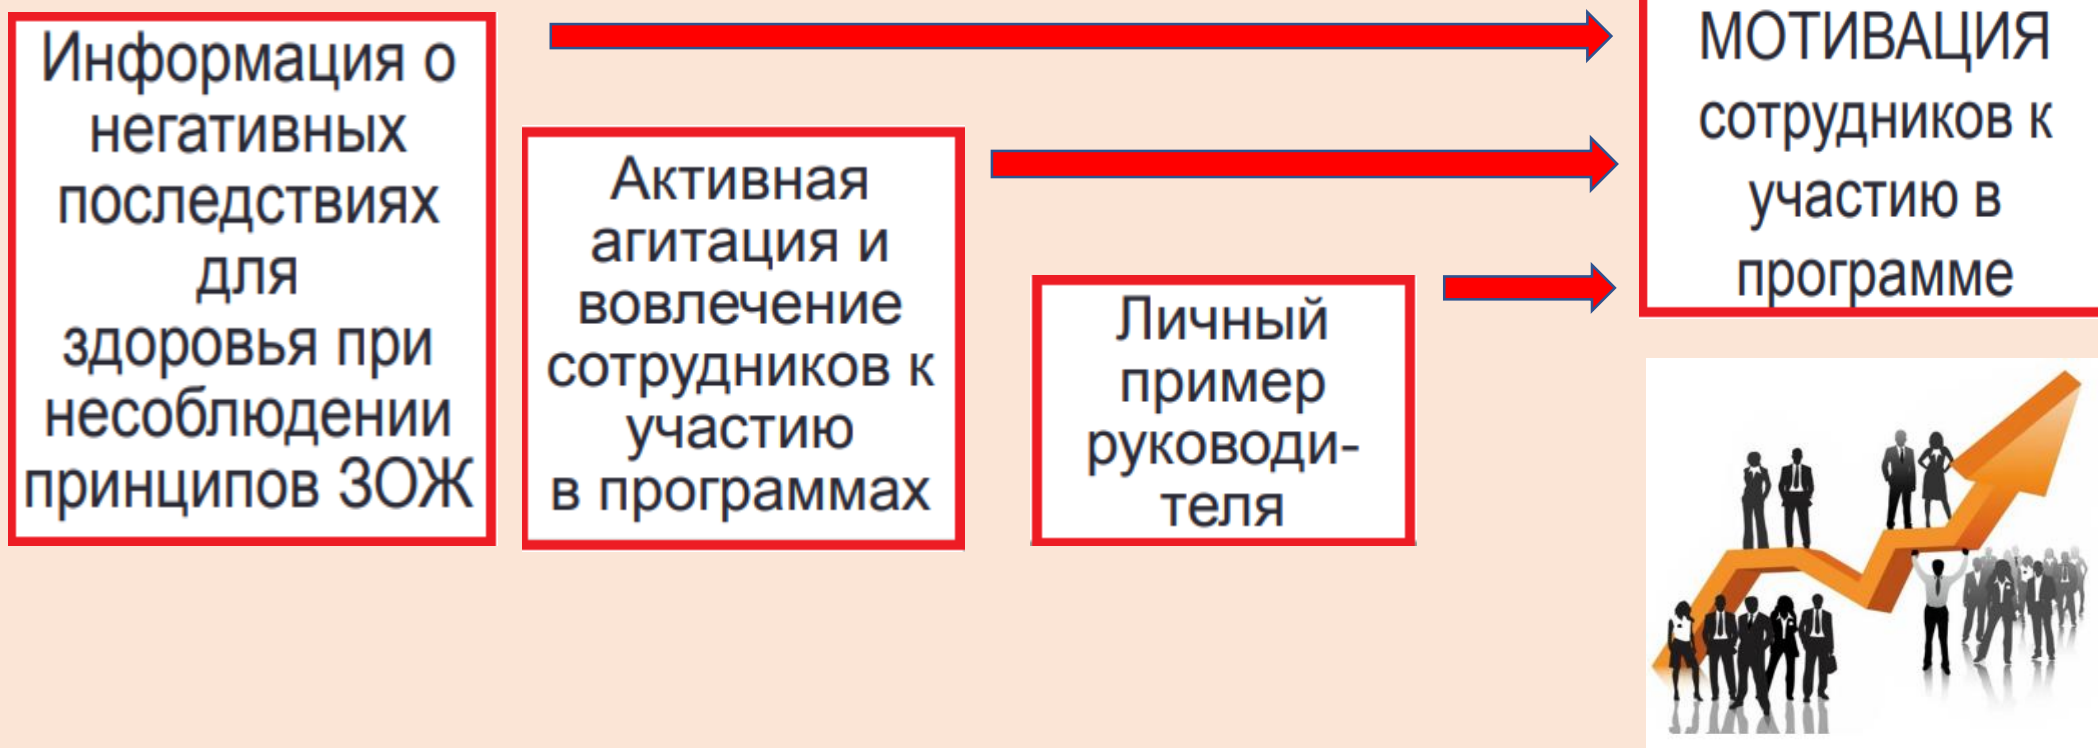 Информация о
негативных
последствиях
для
здоровья при
несоблюдении
принципов ЗОЖ
Активная
агитация и
вовлечение
сотрудников к
участию
в программах
Личный
пример
руководи-
теля
МОТИВАЦИЯ
сотрудников к
участию в
программе